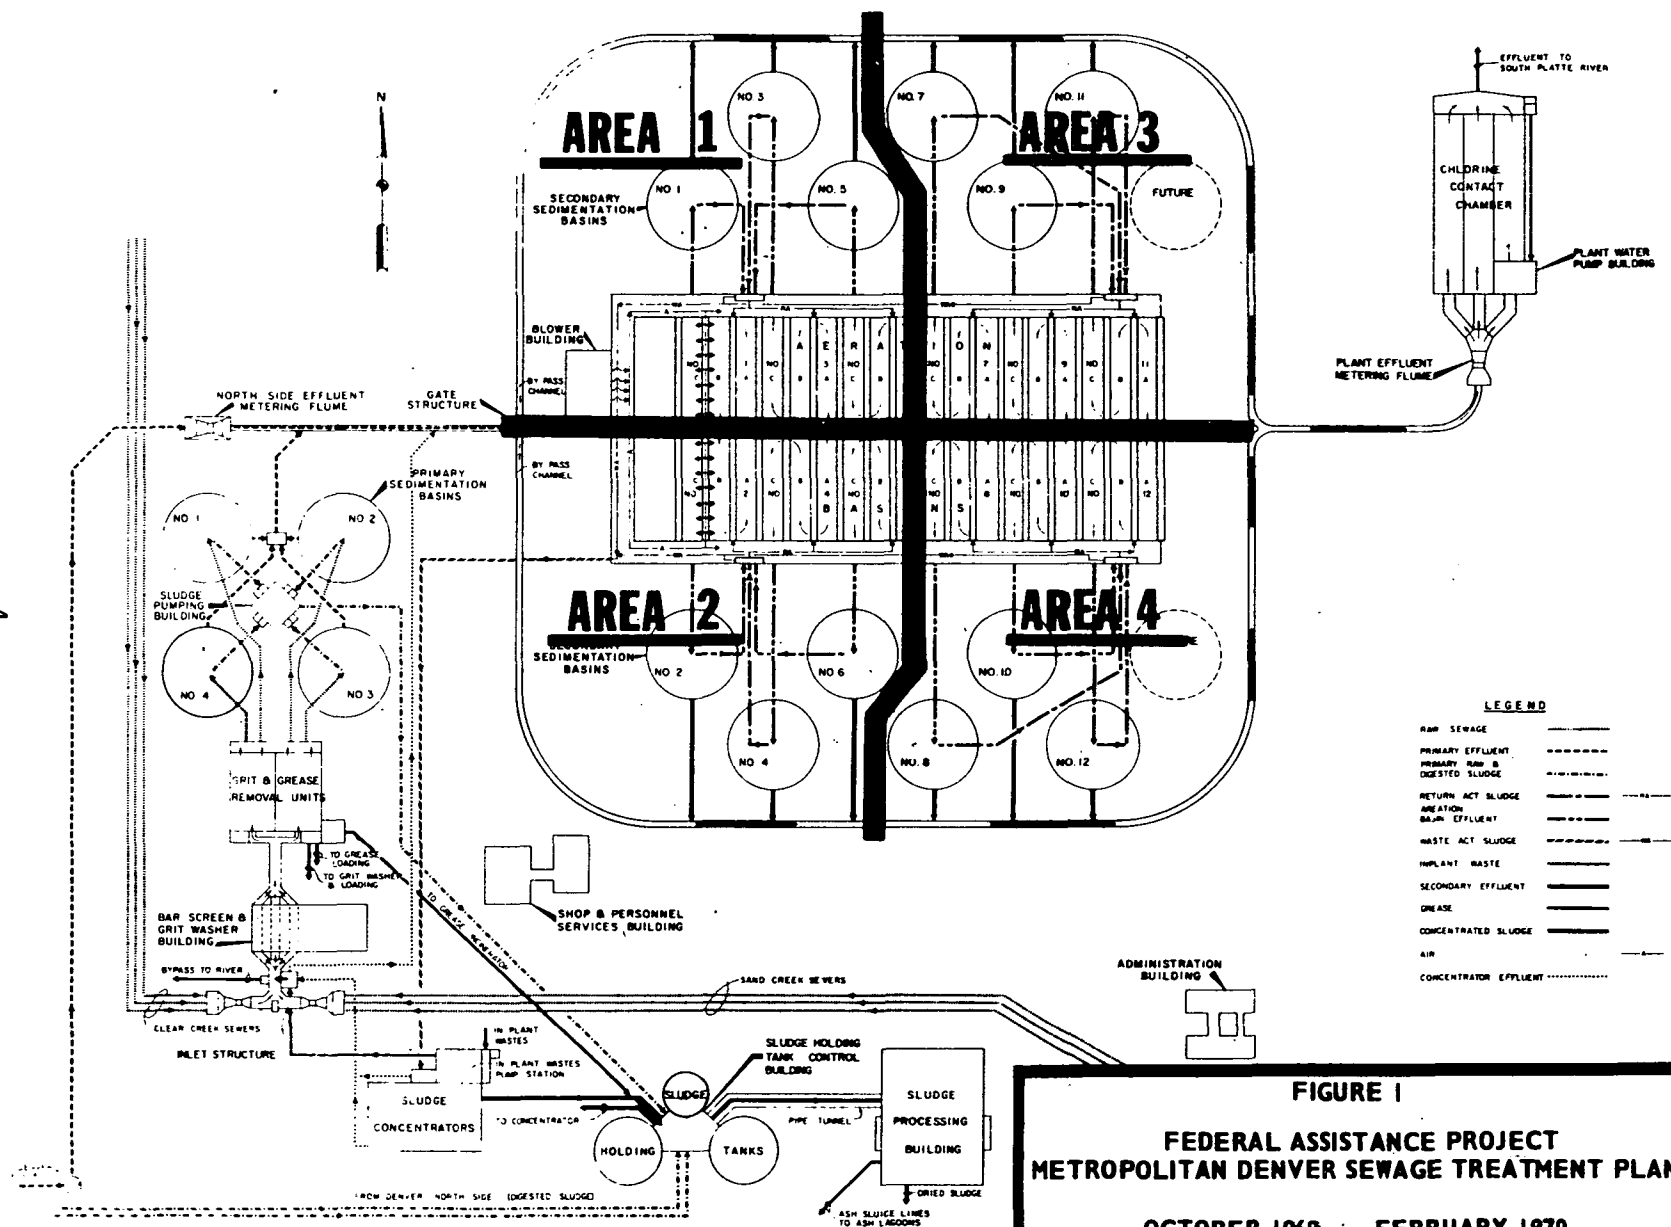 N
EFFLUENT TO
SOUTH PLATTE RIVER
NO. 3
NO. 7
NO. 11
AREA 1
AREA 3
CHLORINE
CONTACT
CHAMBER
NO. 1
NO. 5
NO. 9
FUTURE
SECONDARY
SEDIMENTATION
BASINS
PLANT WATER
PUMP BUILDING
BLOWER
BUILDING
BY PASS
CHANNEL
PLANT EFFLUENT
METERING FLUME
NORTH SIDE EFFLUENT
METERING FLUME
GATE
STRUCTURE
BY PASS
CHANNEL
PRIMARY
SEDIMENTATION
BASINS
NO. 1
NO. 2
SLUDGE
PUMPING
BUILDING
NO. 4
NO. 3
AREA 2
AREA 4
SEDIMENTATION
BASINS
NO. 2
NO. 6
NO. 10
NO. 4
NO. 8
NO. 12
GRIT & GREASE
REMOVAL UNITS
TO GREASE
LOADING
TO GRIT WASHER
& LOADING
TO GREASE INCINERATOR
SHOP & PERSONNEL
SERVICES BUILDING
BAR SCREEN &
GRIT WASHER
BUILDING
BYPASS TO RIVER
CLEAR CREEK SEWERS
SAND CREEK SEWERS
INLET STRUCTURE
IN PLANT
WASTES
IN PLANT WASTES
PUMP STATION
SLUDGE
CONCENTRATORS
TO CONCENTRATOR
SLUDGE HOLDING
TANK CONTROL
BUILDING
SLUDGE
HOLDING
TANKS
PIPE TUNNEL
SLUDGE
PROCESSING
BUILDING
DRIED SLUDGE
ASH SLUICE LINES
TO ASH LAGOONS
FROM DENVER NORTH SIDE (DIGESTED SLUDGE)
ADMINISTRATION
BUILDING
LEGEND
RAW SEWAGE
PRIMARY EFFLUENT
PRIMARY RAW &
DIGESTED SLUDGE
RETURN ACT SLUDGE
AREATION
BASIN EFFLUENT
WASTE ACT SLUDGE
INPLANT WASTE
SECONDARY EFFLUENT
GREASE
CONCENTRATED SLUDGE
AIR
CONCENTRATOR EFFLUENT
FIGURE 1
FEDERAL ASSISTANCE PROJECT
METROPOLITAN DENVER SEWAGE TREATMENT PLAN